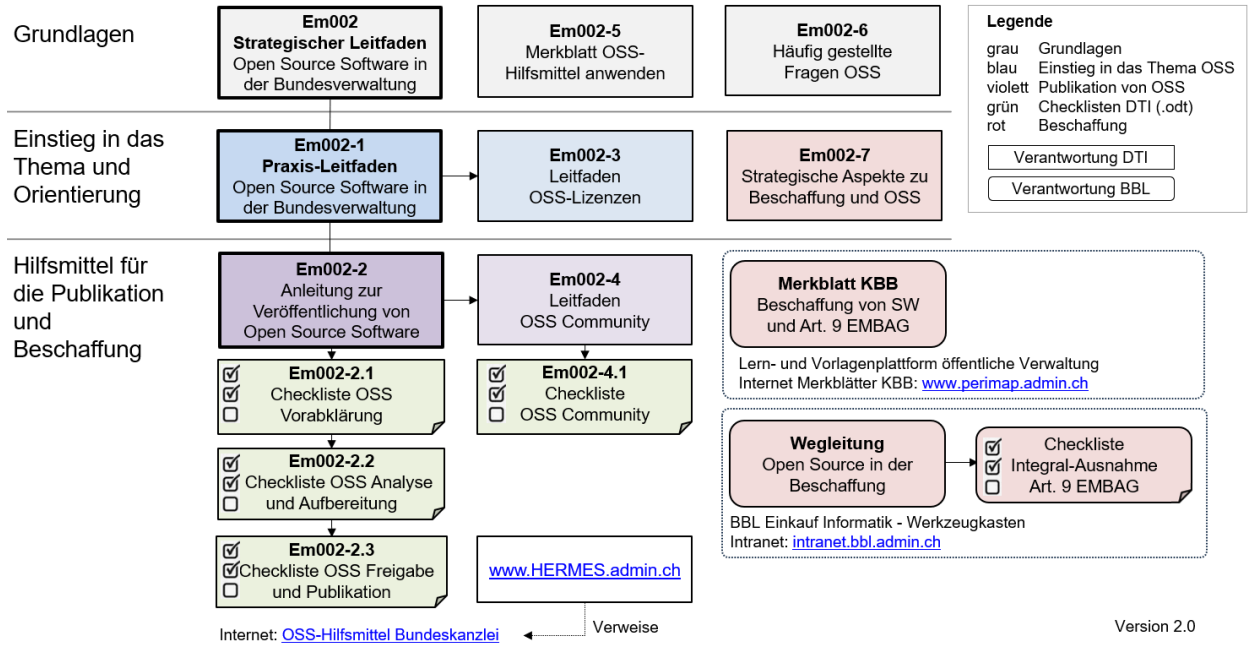 Grundlagen
Em002
Strategischer Leitfaden
Open Source Software in
der Bundesverwaltung
Em002-5
Merkblatt OSS-
Hilfsmittel anwenden
Em002-6
Häufig gestellte
Fragen OSS
Legende
grau Grundlagen
blau Einstieg in das Thema OSS
violett Publikation von OSS
grün Checklisten DTI (.odt)
rot Beschaffung
Verantwortung DTI
Verantwortung BBL
Einstieg in das
Thema und
Orientierung
Em002-1
Praxis-Leitfaden
Open Source Software in
der Bundesverwaltung
Em002-3
Leitfaden
OSS-Lizenzen
Em002-7
Strategische Aspekte zu
Beschaffung und OSS
Hilfsmittel für
die Publikation
und
Beschaffung
Em002-2
Anleitung zur
Veröffentlichung von
Open Source Software
Em002-4
Leitfaden
OSS Community
Merkblatt KBB
Beschaffung von SW
und Art. 9 EMBAG
Lern- und Vorlagenplattform öffentliche Verwaltung
Internet Merkblätter KBB: www.perimap.admin.ch
Em002-2.1
Checkliste OSS
Vorabklärung
Em002-4.1
Checkliste
OSS Community
Wegleitung
Open Source in der
Beschaffung
Checkliste
Integral-Ausnahme
Art. 9 EMBAG
BBL Einkauf Informatik - Werkzeugkasten
Intranet: intranet.bbl.admin.ch
Em002-2.2
Checkliste OSS Analyse
und Aufbereitung
Em002-2.3
Checkliste OSS Freigabe
und Publikation
www.HERMES.admin.ch
Verweise
Internet: OSS-Hilfsmittel Bundeskanzlei
Version 2.0